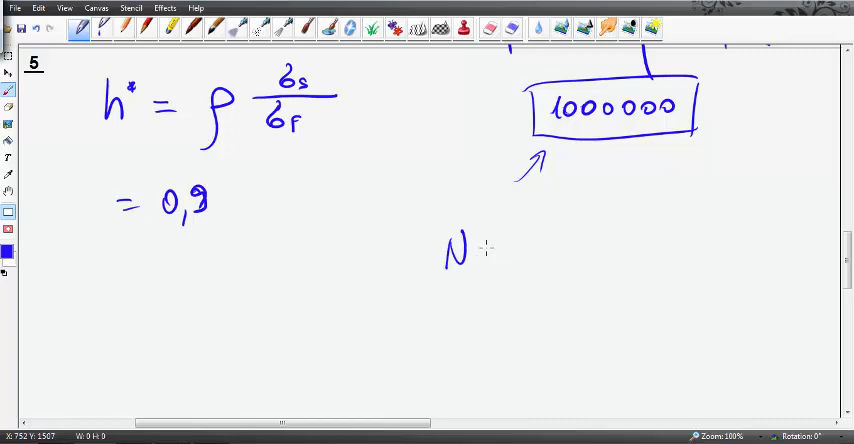 File Edit View Canvas Stencil Effects Help
5
h* = ρ σs / σF
1000000
= 0,9
N
X: 752 Y: 1507 W: 0 H: 0 Zoom: 100% Rotation: 0°